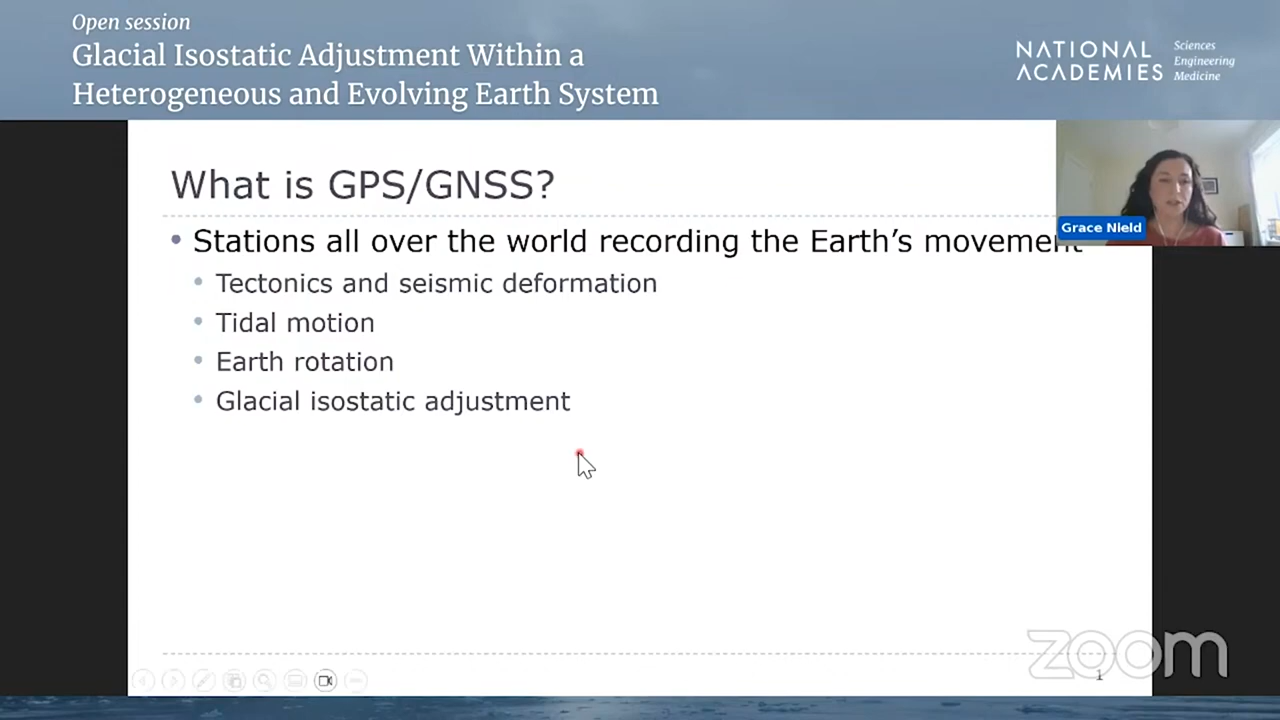 Open session
Glacial Isostatic Adjustment Within a
Heterogeneous and Evolving Earth System
NATIONAL
ACADEMIES
Sciences
Engineering
Medicine
What is GPS/GNSS?
Grace Nield
• Stations all over the world recording the Earth’s movement
• Tectonics and seismic deformation
• Tidal motion
• Earth rotation
• Glacial isostatic adjustment
zoom
1